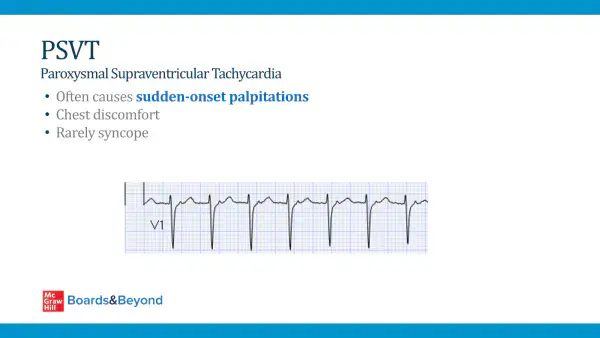 PSVT
Paroxysmal Supraventricular Tachycardia
• Often causes sudden-onset palpitations
• Chest discomfort
• Rarely syncope
V1
Mc
Graw
Hill
Boards&Beyond